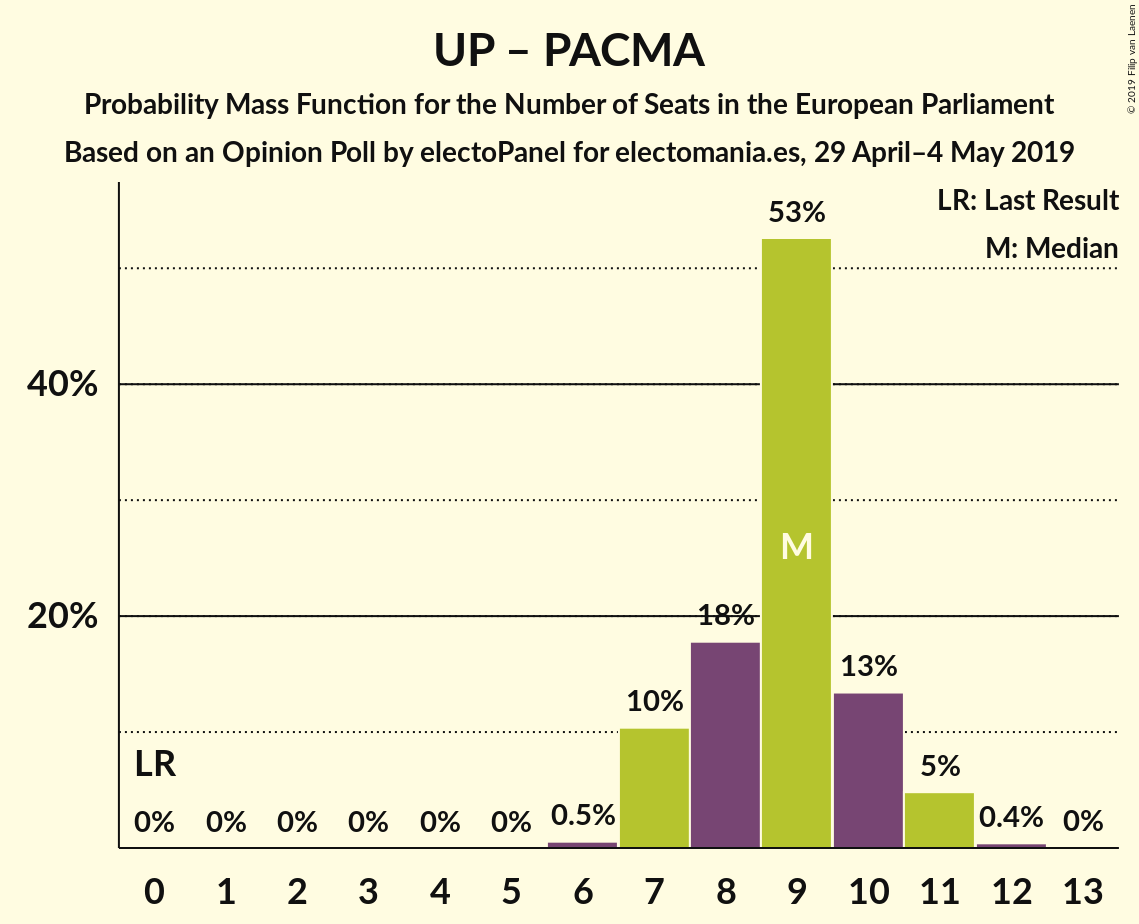 UP – PACMA
Probability Mass Function for the Number of Seats in the European Parliament
Based on an Opinion Poll by electoPanel for electomania.es, 29 April–4 May 2019
© 2019 Filip van Laenen
LR: Last Result
M: Median
53%
40%
M
20%
18%
13%
10%
LR
5%
0% 0% 0% 0% 0% 0% 0.5% 0.4% 0%
0 1 2 3 4 5 6 7 8 9 10 11 12 13